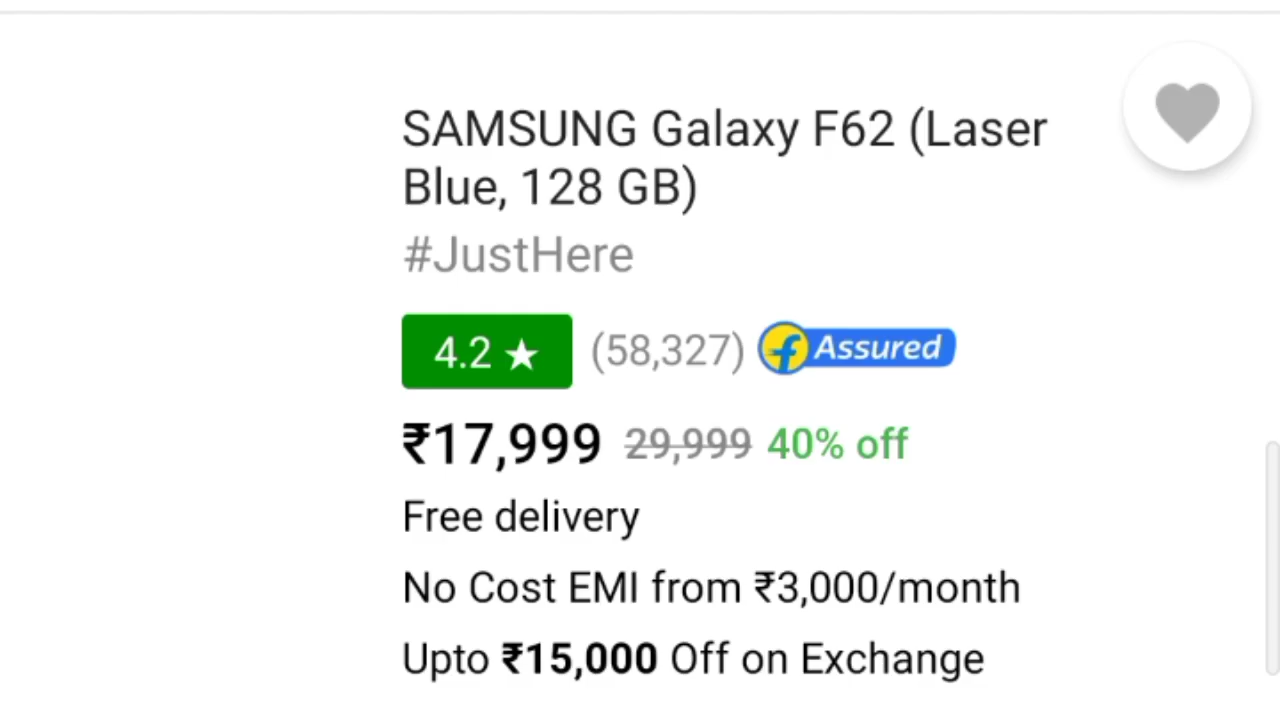 SAMSUNG Galaxy F62 (Laser
Blue, 128 GB)
#JustHere
4.2 ★ (58,327) f Assured
₹17,999 29,999 40% off
Free delivery
No Cost EMI from ₹3,000/month
Upto ₹15,000 Off on Exchange